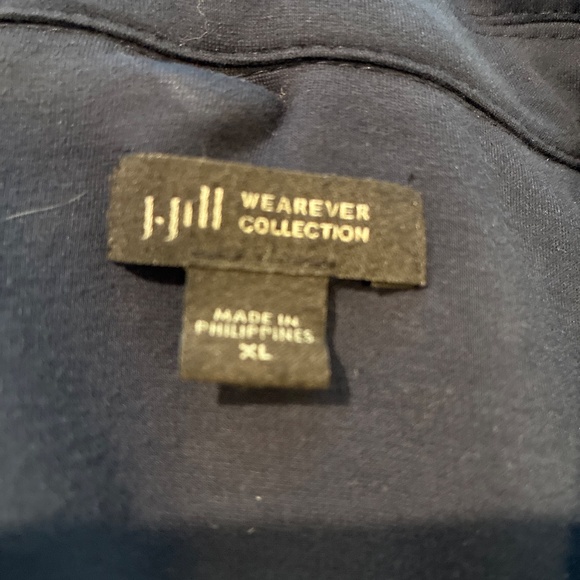 J.Jill WEAREVER
COLLECTION
MADE IN
PHILIPPINES
XL